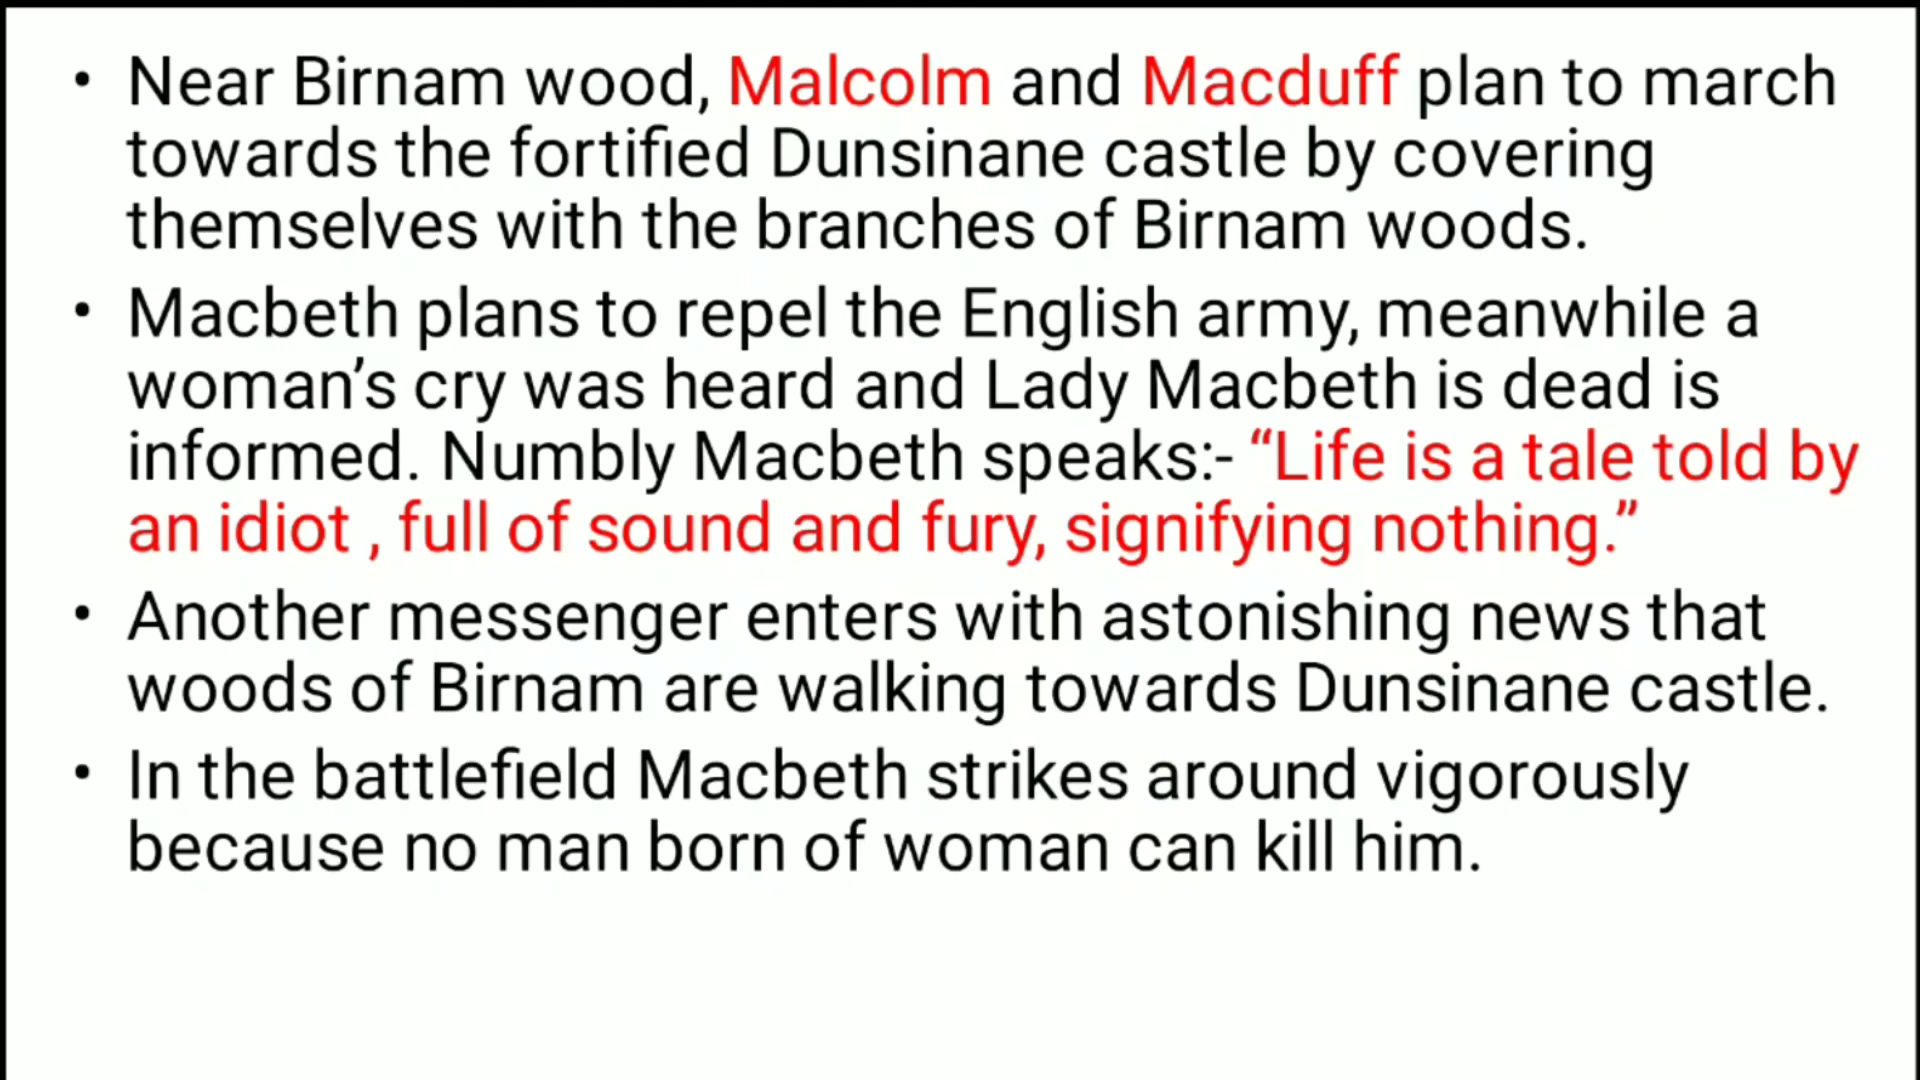 • Near Birnam wood, Malcolm and Macduff plan to march
towards the fortified Dunsinane castle by covering
themselves with the branches of Birnam woods.
• Macbeth plans to repel the English army, meanwhile a
woman’s cry was heard and Lady Macbeth is dead is
informed. Numbly Macbeth speaks:- “Life is a tale told by
an idiot , full of sound and fury, signifying nothing.”
• Another messenger enters with astonishing news that
woods of Birnam are walking towards Dunsinane castle.
• In the battlefield Macbeth strikes around vigorously
because no man born of woman can kill him.